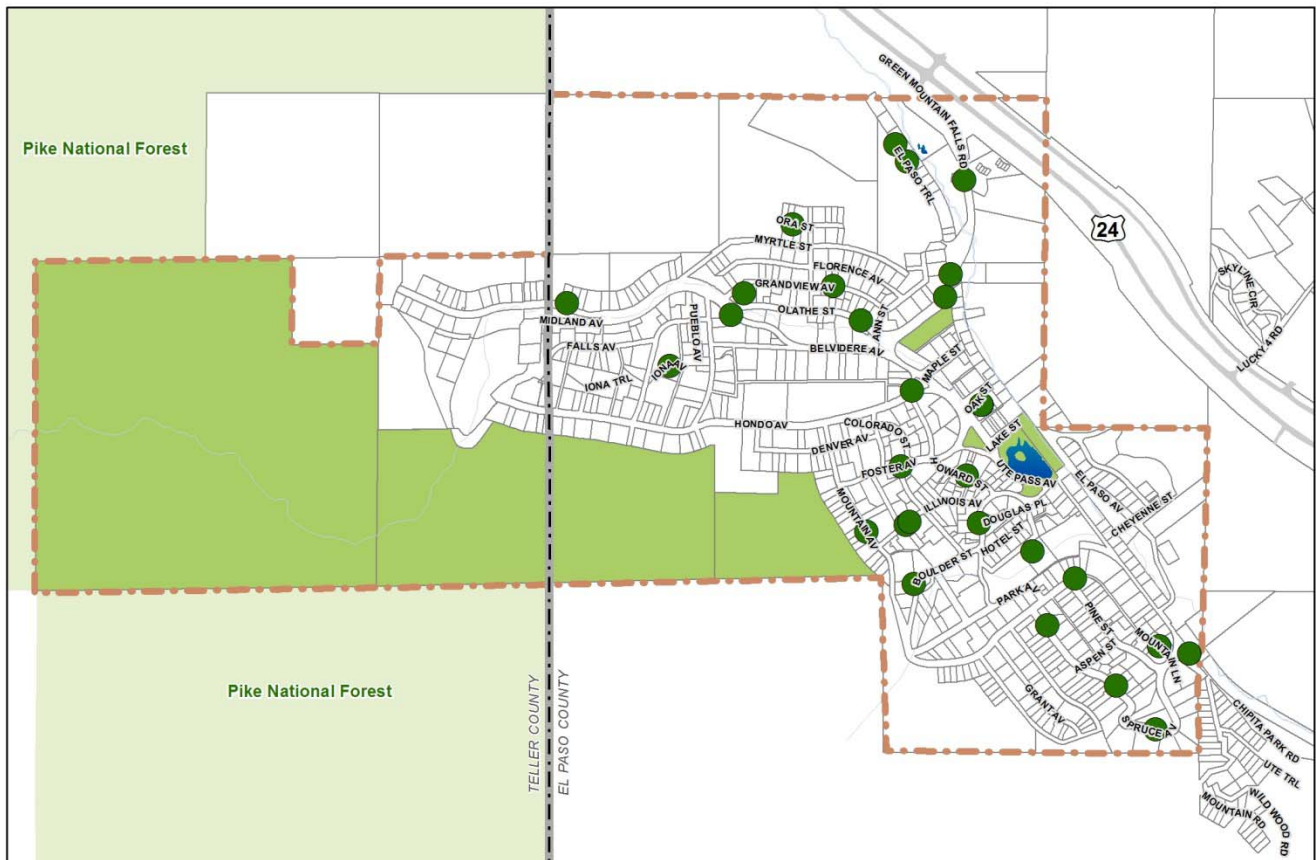 GREEN MOUNTAIN FALLS RD
Pike National Forest
EL PASO TRL
24
ORA ST
MYRTLE ST
FLORENCE AV
SKYLINE CIR
GRANDVIEW AV
OLATHE ST
ANN ST
MIDLAND AV
PUEBLO AV
LUCKY 4 RD
FALLS AV
BELVIDERE AV
MAPLE ST
IONA AV
IONA TRL
OAK ST
HONDO AV
COLORADO ST
LAKE ST
DENVER AV
FOSTER AV
HOWARD ST
UTE PASS AV
EL PASO AV
CHEYENNE ST
MOUNTAIN AV
ILLINOIS AV
DOUGLAS PL
HOTEL ST
BOULDER ST
PARK AV
PINE ST
MOUNTAIN LN
ASPEN ST
Pike National Forest
GRANT AV
SPRUCE AV
CHIPITA PARK RD
TELLER COUNTY
EL PASO COUNTY
UTE TRL
WILD WOOD RD
MOUNTAIN RD